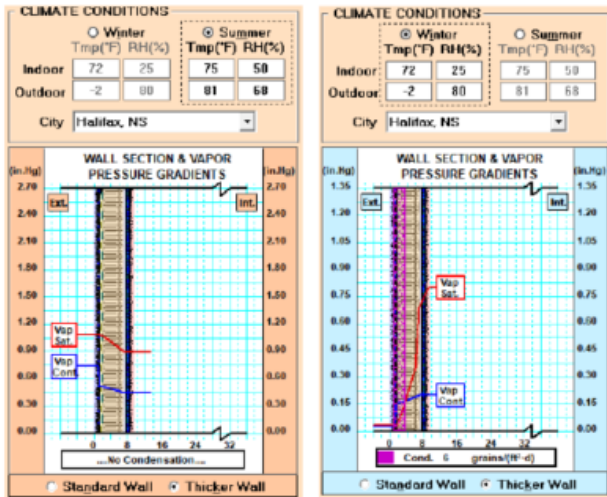 CLIMATE CONDITIONS
Winter Summer
Tmp(°F) RH(%) Tmp(°F) RH(%)
Indoor 72 25 75 50
Outdoor -2 80 81 68
City Halifax, NS
WALL SECTION & VAPOR
PRESSURE GRADIENTS
(in.Hg) (in.Hg)
2.70 2.70
Ext. Int.
2.40 2.40
2.10 2.10
1.80 1.80
1.50 1.50
1.20 1.20
Vap
Sat.
0.90 0.90
Vap
Cont.
0.60 0.60
0.30 0.30
0.00 0.00
0 8 16 24 32
....No Condensation....
Standard Wall Thicker Wall
CLIMATE CONDITIONS
Winter Summer
Tmp(°F) RH(%) Tmp(°F) RH(%)
Indoor 72 25 75 50
Outdoor -2 80 81 68
City Halifax, NS
WALL SECTION & VAPOR
PRESSURE GRADIENTS
(in.Hg) (in.Hg)
1.35 1.35
Ext. Int.
1.20 1.20
1.05 1.05
0.90 0.90
Vap
Sat.
0.75 0.75
0.60 0.60
0.45 0.45
0.30 0.30
Vap
Cont.
0.15 0.15
0.00 0.00
0 8 16 24 32
Cond. 6 grains/(ft²-d)
Standard Wall Thicker Wall